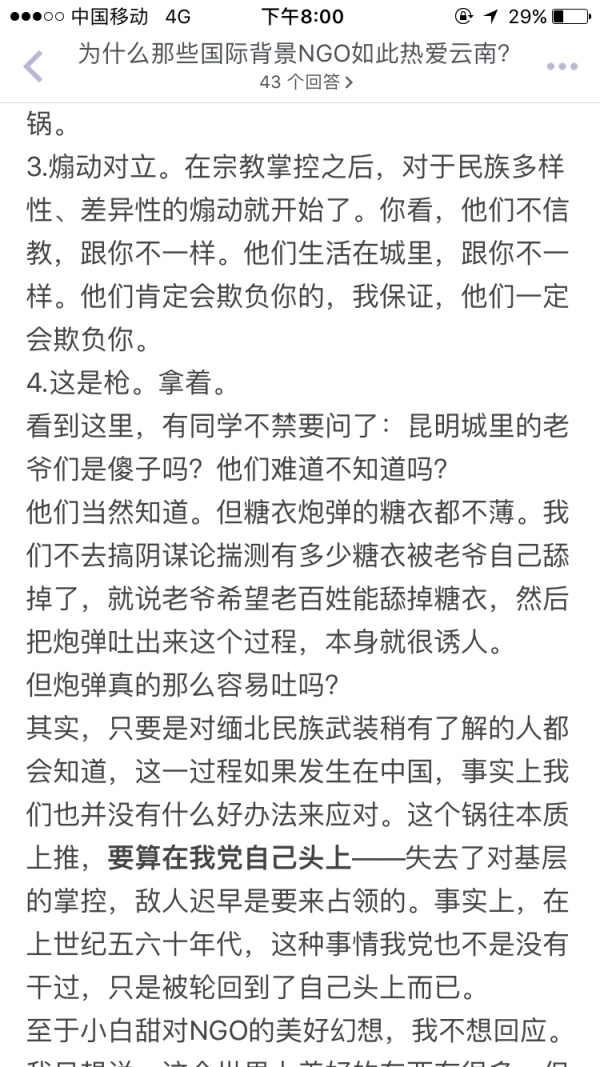 中国移动 4G 下午8:00 29%
为什么那些国际背景NGO如此热爱云南?
43 个回答
锅。
3.煽动对立。在宗教掌控之后，对于民族多样
性、差异性的煽动就开始了。你看，他们不信
教，跟你不一样。他们生活在城里，跟你不一
样。他们肯定会欺负你的，我保证，他们一定
会欺负你。
4.这是枪。拿着。
看到这里，有同学不禁要问了：昆明城里的老
爷们是傻子吗？他们难道不知道吗？
他们当然知道。但糖衣炮弹的糖衣都不薄。我
们不去搞阴谋论揣测有多少糖衣被老爷自己舔
掉了，就说老爷希望老百姓能舔掉糖衣，然后
把炮弹吐出来这个过程，本身就很诱人。
但炮弹真的那么容易吐吗？
其实，只要是对缅北民族武装稍有了解的人都
会知道，这一过程如果发生在中国，事实上我
们也并没有什么好办法来应对。这个锅往本质
上推，要算在我党自己头上——失去了对基层
的掌控，敌人迟早是要来占领的。事实上，在
上世纪五六十年代，这种事情我党也不是没有
干过，只是被轮回到了自己头上而已。
至于小白甜对NGO的美好幻想，我不想回应。